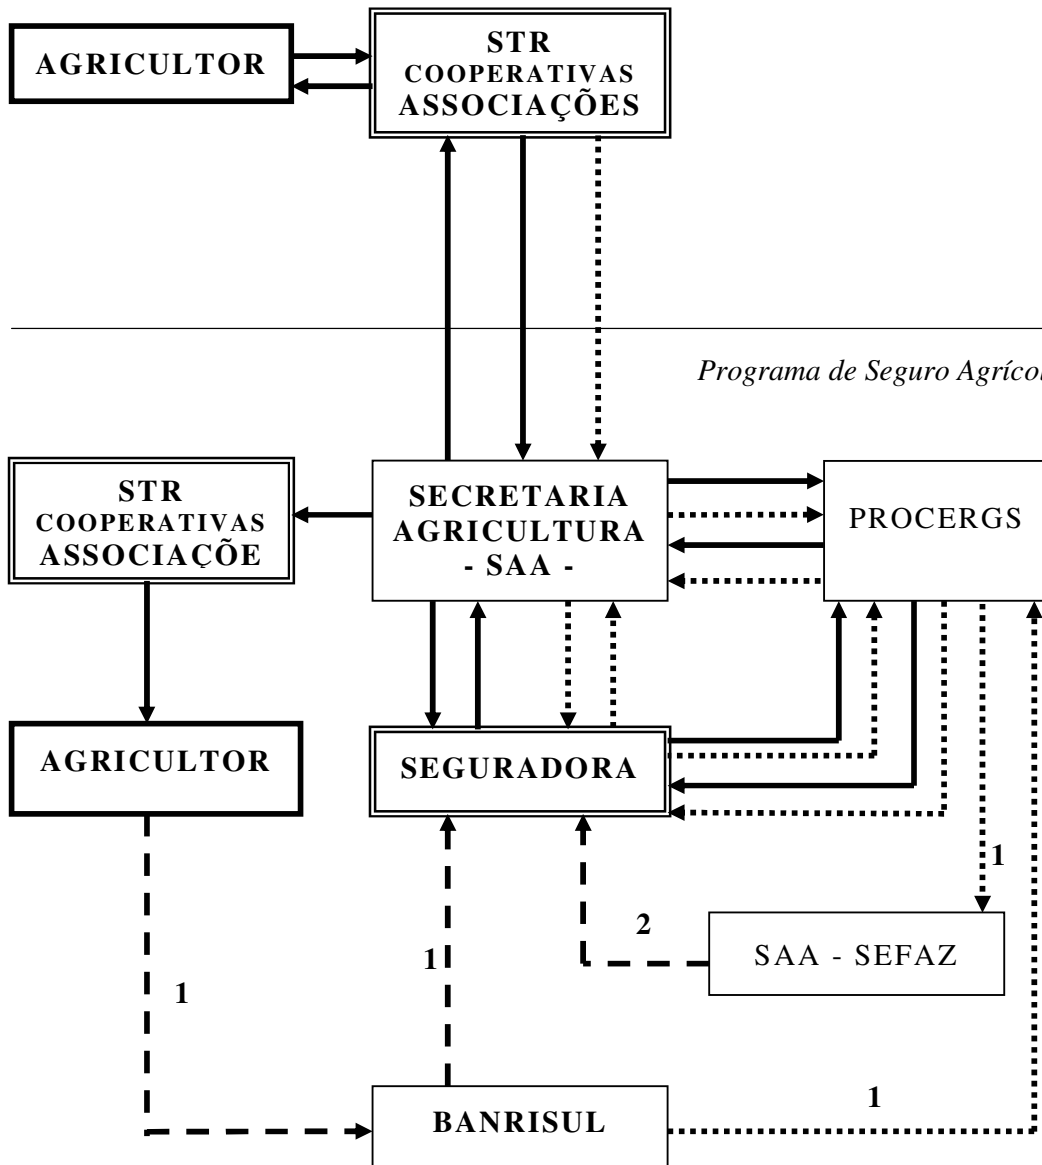 AGRICULTOR
STR
COOPERATIVAS
ASSOCIAÇÕES
Programa de Seguro Agrícol
STR
COOPERATIVAS
ASSOCIAÇÕE
SECRETARIA
AGRICULTURA
- SAA -
PROCERGS
AGRICULTOR
SEGURADORA
1
2
SAA - SEFAZ
1
1
BANRISUL
1